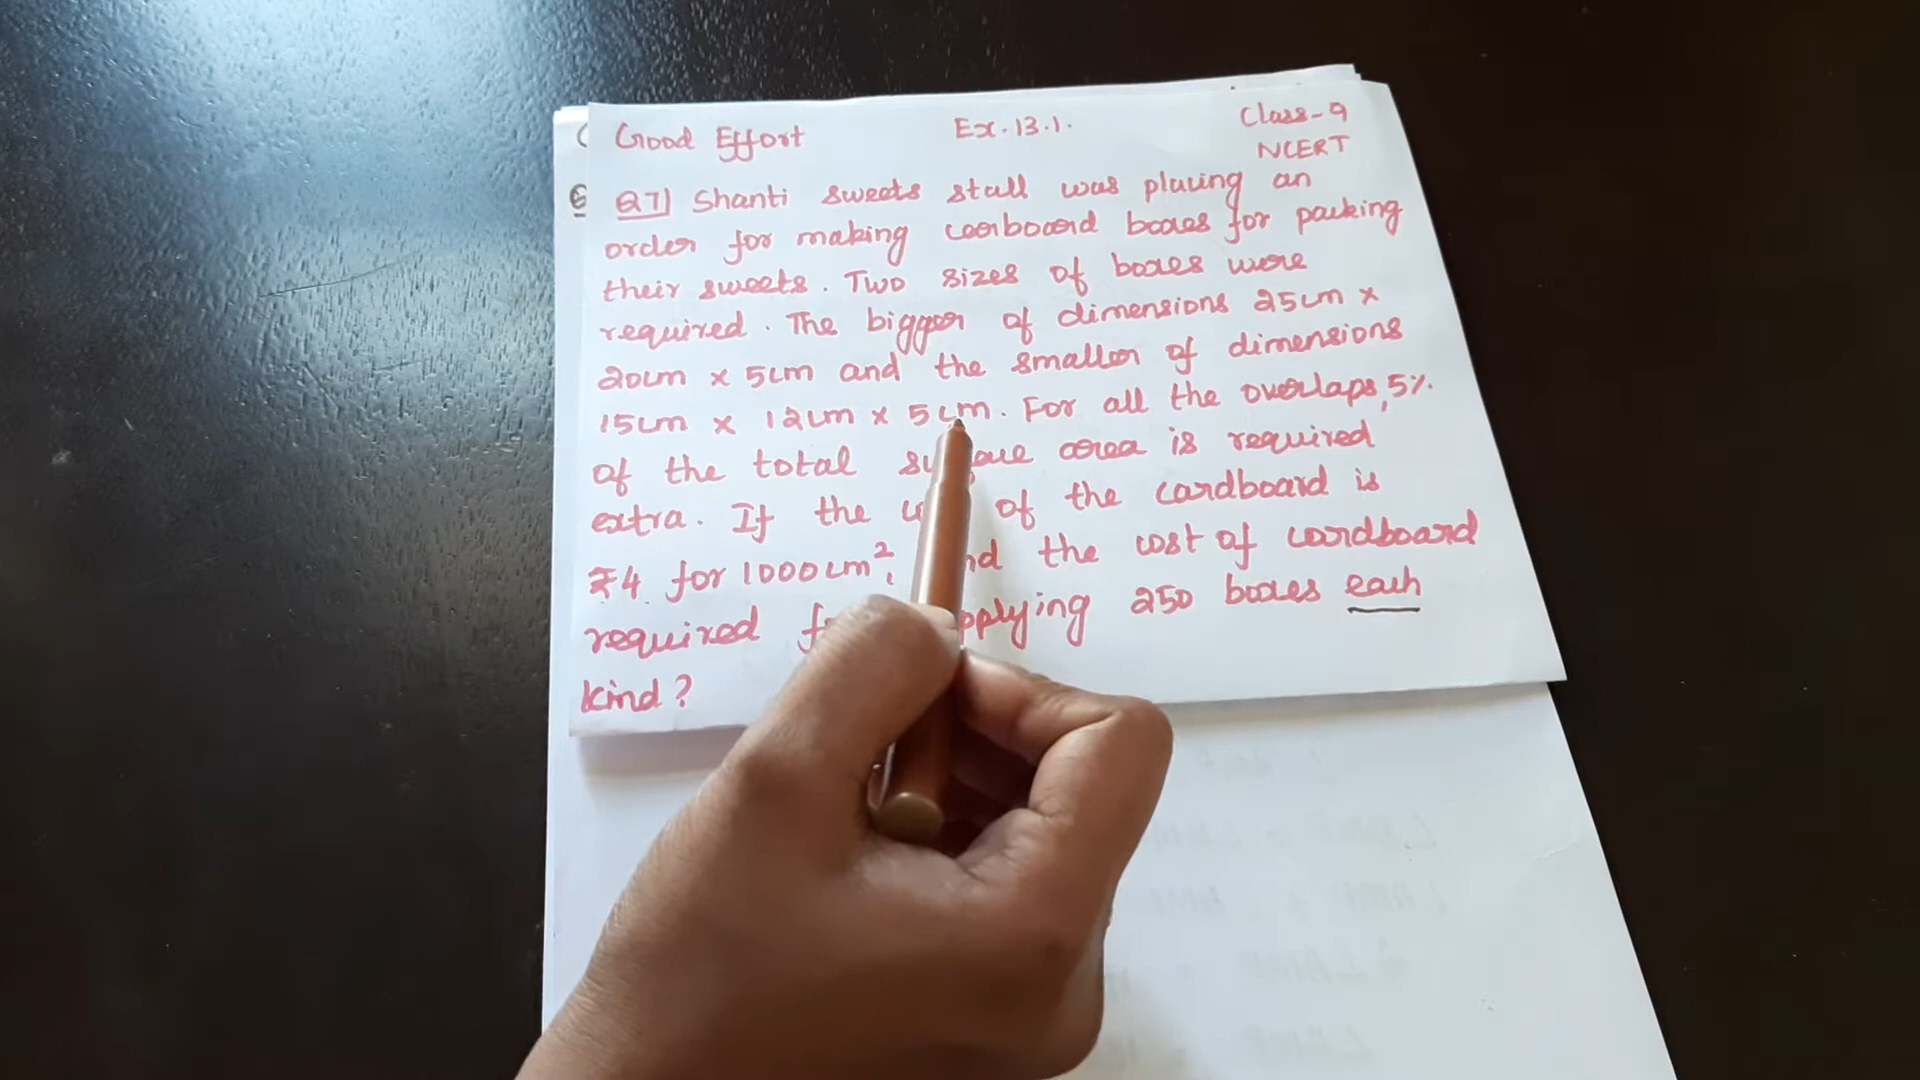 Good Effort Ex.13.1. Class-9
NCERT
Q7) Shanti sweets stall was placing an
order for making carboard boxes for packing
their sweets. Two sizes of boxes were
required. The bigger of dimensions 25cm x
20cm x 5cm and the smaller of dimensions
15cm x 12cm x 5cm. For all the overlaps, 5%
of the total area is required
extra. If the of the cardboard is
₹4 for 1000cm², the cost of cardboard
required 250 boxes each
kind?